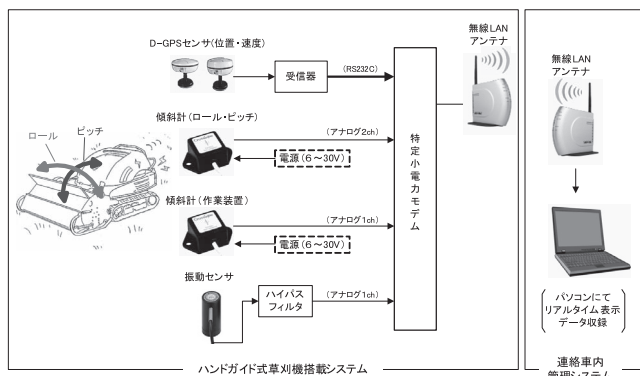 D-GPSセンサ(位置・速度)
受信器
(RS232C)
無線LAN
アンテナ
傾斜計(ロール・ピッチ)
(アナログ2ch)
電源(6〜30V)
ロール
ピッチ
傾斜計(作業装置)
(アナログ1ch)
電源(6〜30V)
振動センサ
ハイパス
フィルタ
(アナログ1ch)
特定小電力モデム
ハンドガイド式草刈機搭載システム
無線LAN
アンテナ
パソコンにて
リアルタイム表示
データ収録
連絡車内
管理システム